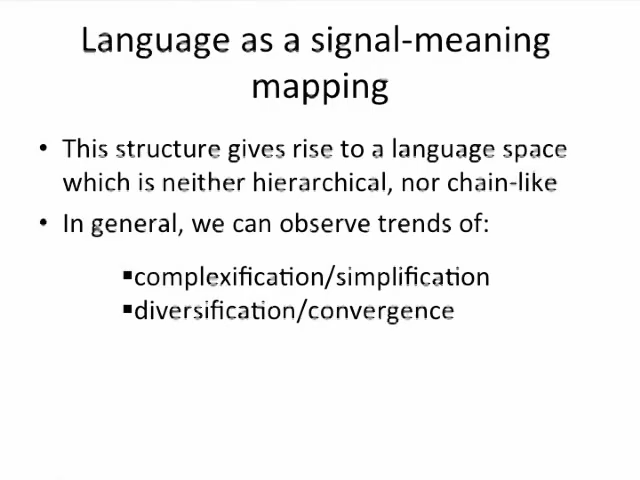 Language as a signal-meaning
mapping
• This structure gives rise to a language space
which is neither hierarchical, nor chain-like
• In general, we can observe trends of:
▪complexification/simplification
▪diversification/convergence